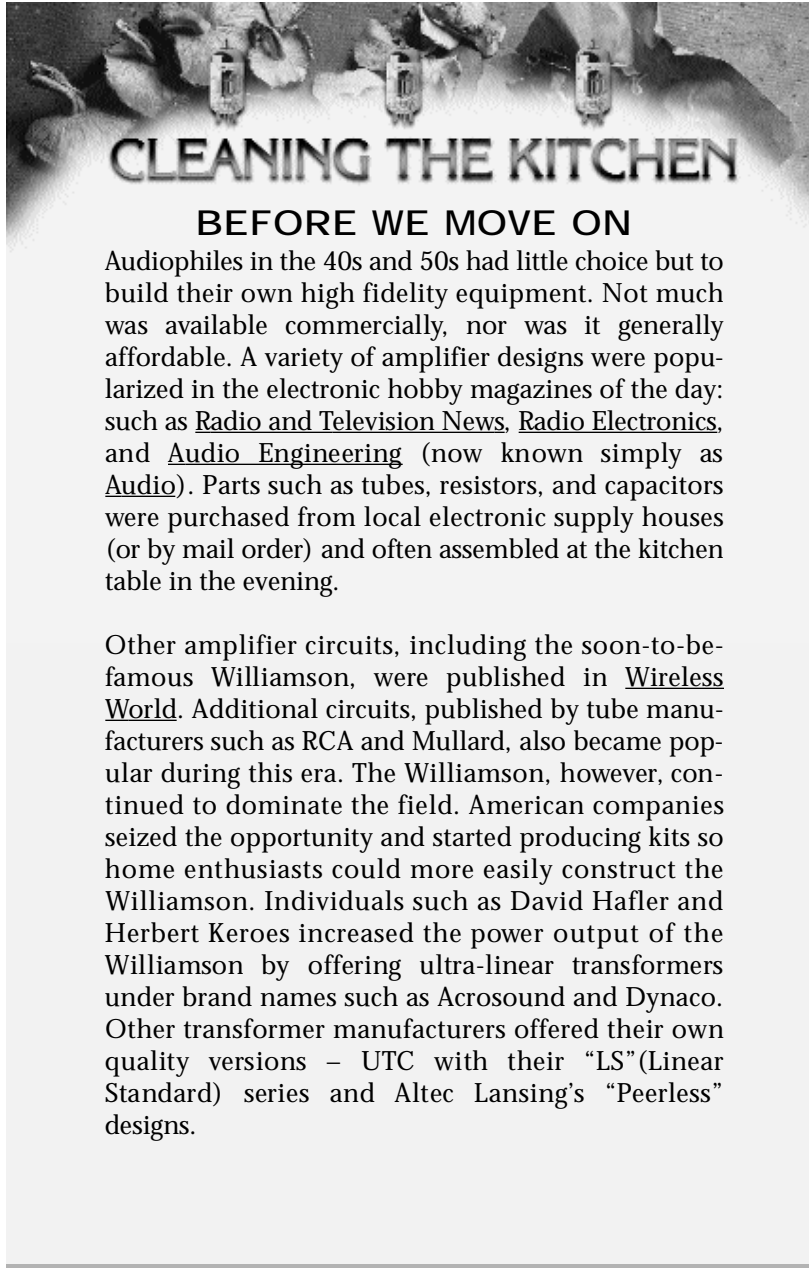 CLEANING THE KITCHEN
BEFORE WE MOVE ON
Audiophiles in the 40s and 50s had little choice but to
build their own high fidelity equipment. Not much
was available commercially, nor was it generally
affordable. A variety of amplifier designs were popu-
larized in the electronic hobby magazines of the day:
such as Radio and Television News, Radio Electronics,
and Audio Engineering (now known simply as
Audio). Parts such as tubes, resistors, and capacitors
were purchased from local electronic supply houses
(or by mail order) and often assembled at the kitchen
table in the evening.
Other amplifier circuits, including the soon-to-be-
famous Williamson, were published in Wireless
World. Additional circuits, published by tube manu-
facturers such as RCA and Mullard, also became pop-
ular during this era. The Williamson, however, con-
tinued to dominate the field. American companies
seized the opportunity and started producing kits so
home enthusiasts could more easily construct the
Williamson. Individuals such as David Hafler and
Herbert Keroes increased the power output of the
Williamson by offering ultra-linear transformers
under brand names such as Acrosound and Dynaco.
Other transformer manufacturers offered their own
quality versions – UTC with their “LS”(Linear
Standard) series and Altec Lansing’s “Peerless”
designs.